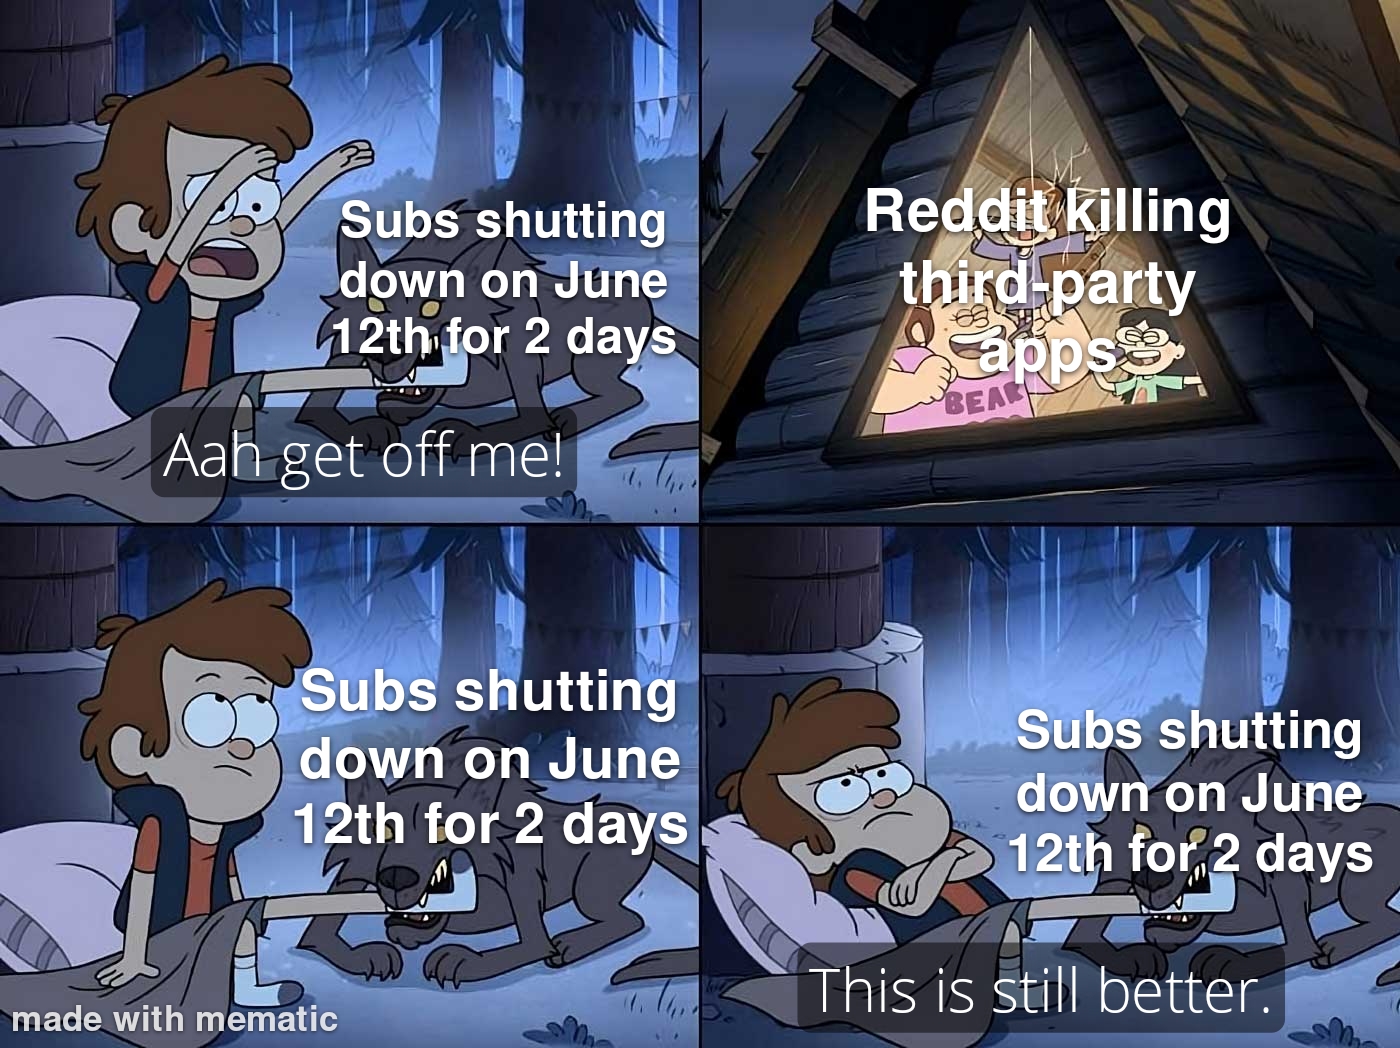 Subs shutting
down on June
12th for 2 days
Aah get off me!
Reddit killing
third-party
apps
BEAR
Subs shutting
down on June
12th for 2 days
made with mematic
Subs shutting
down on June
12th for 2 days
This is still better.